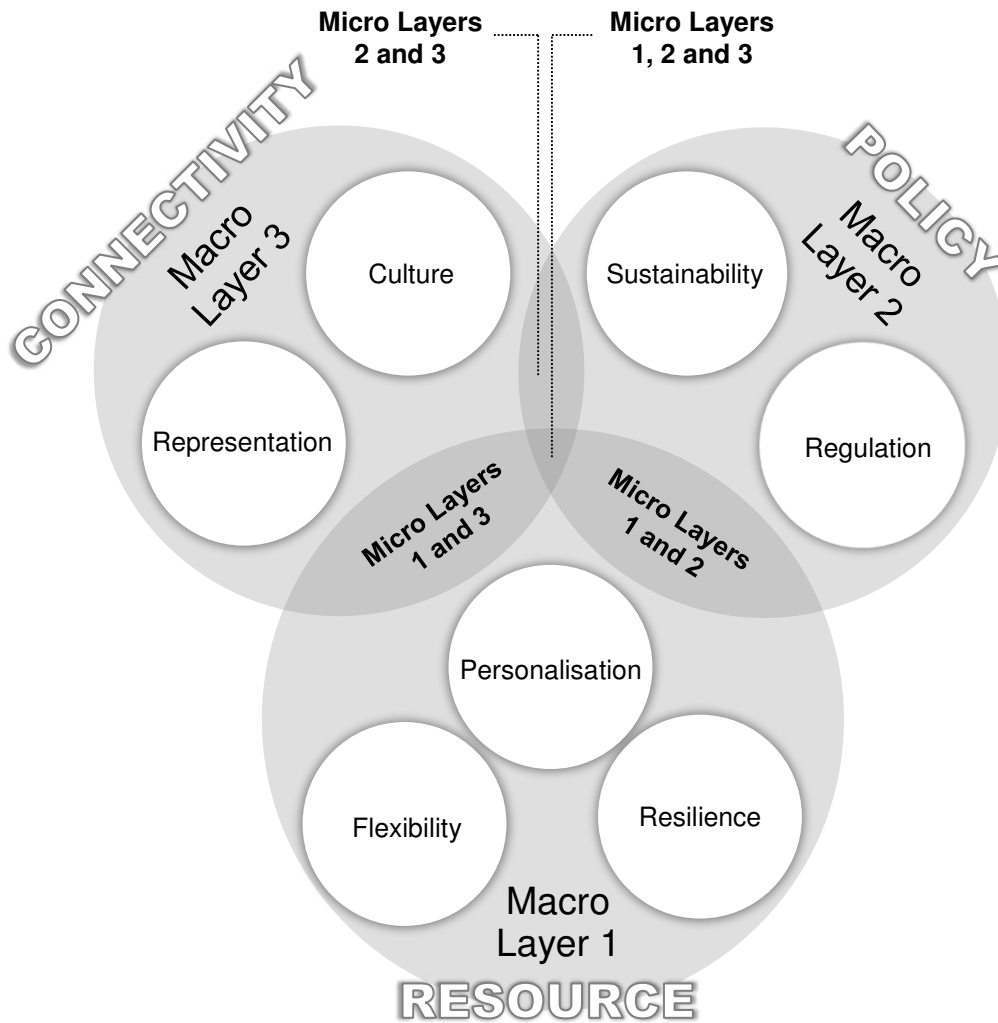 Micro Layers
2 and 3
Micro Layers
1, 2 and 3
CONNECTIVITY
POLICY
Macro
Layer 3
Macro
Layer 2
Culture
Sustainability
Representation
Regulation
Micro Layers
1 and 3
Micro Layers
1 and 2
Personalisation
Flexibility
Resilience
Macro
Layer 1
RESOURCE